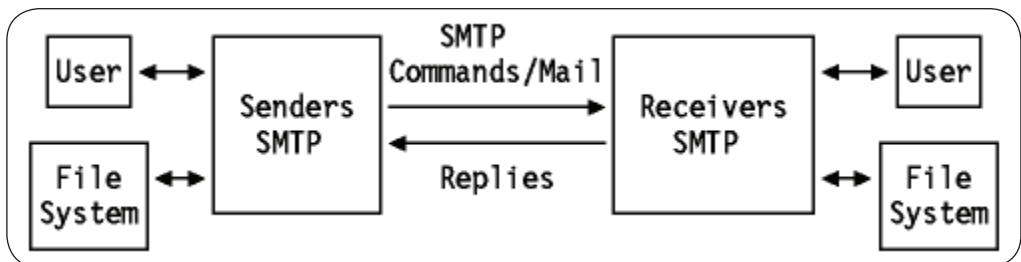 SMTP
Commands/Mail
User
Senders
SMTP
Receivers
SMTP
User
File
System
Replies
File
System